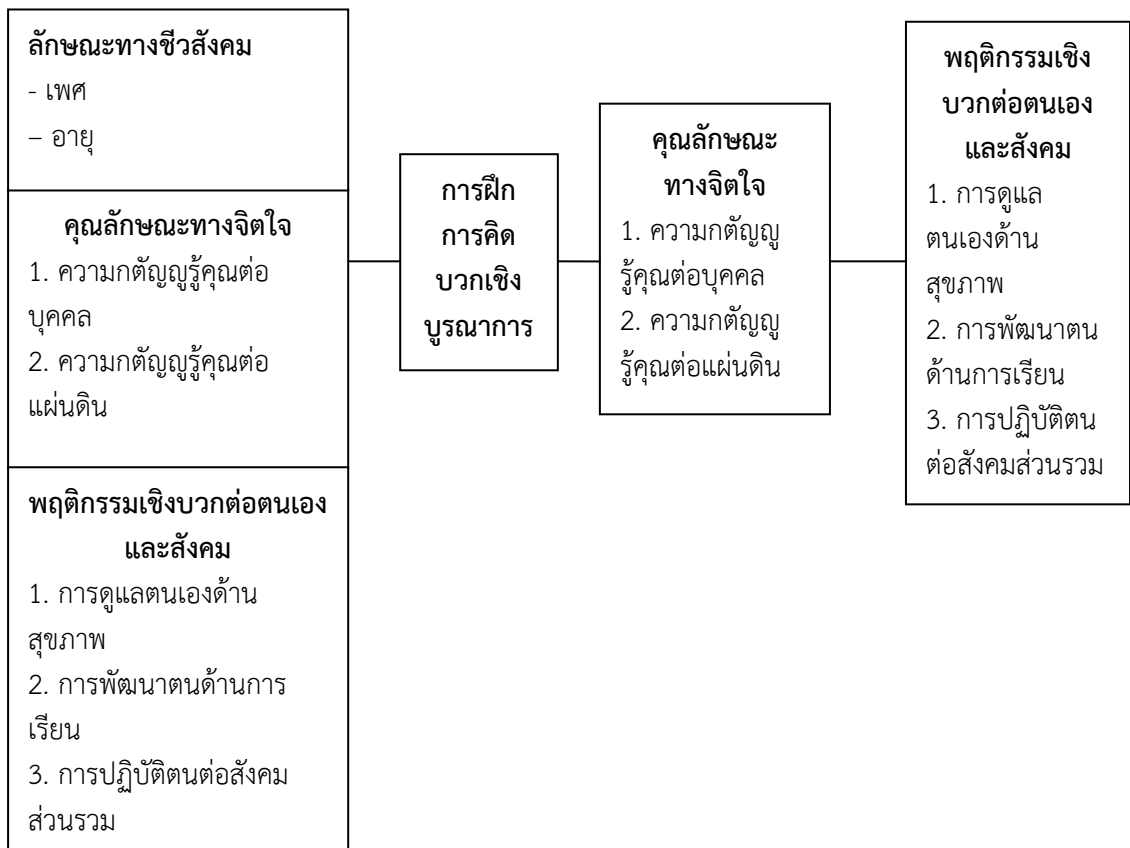 ลักษณะทางชีวสังคม
- เพศ
– อายุ
คุณลักษณะทางจิตใจ
1. ความกตัญญูรู้คุณต่อ
บุคคล
2. ความกตัญญูรู้คุณต่อ
แผ่นดิน
พฤติกรรมเชิงบวกต่อตนเอง
และสังคม
1. การดูแลตนเองด้าน
สุขภาพ
2. การพัฒนาตนด้านการ
เรียน
3. การปฏิบัติตนต่อสังคม
ส่วนรวม
การฝึก
การคิด
บวกเชิง
บูรณาการ
คุณลักษณะ
ทางจิตใจ
1. ความกตัญญู
รู้คุณต่อบุคคล
2. ความกตัญญู
รู้คุณต่อแผ่นดิน
พฤติกรรมเชิง
บวกต่อตนเอง
และสังคม
1. การดูแล
ตนเองด้าน
สุขภาพ
2. การพัฒนาตน
ด้านการเรียน
3. การปฏิบัติตน
ต่อสังคมส่วนรวม